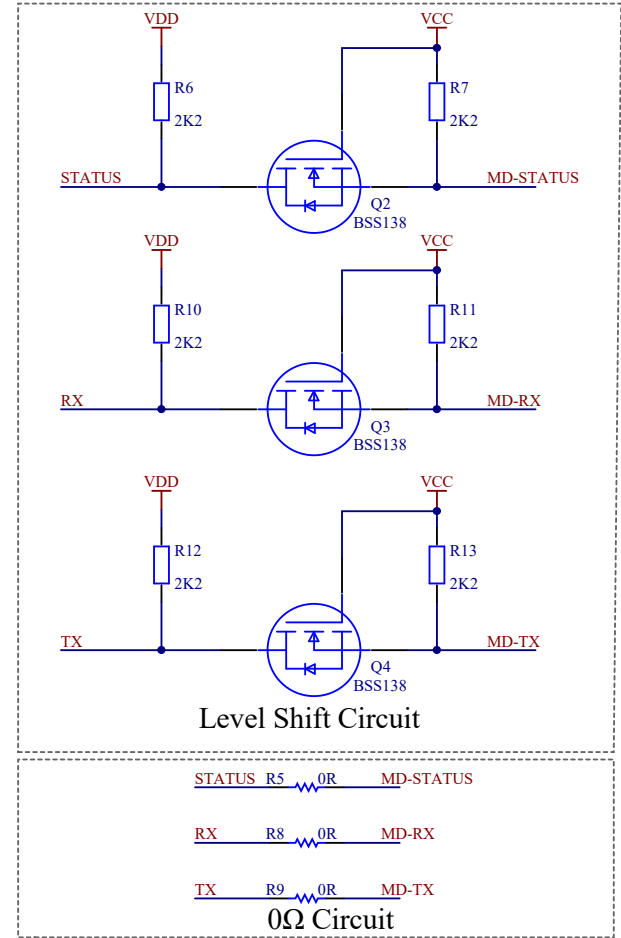 VDD VCC
R6 R7
2K2 2K2
STATUS MD-STATUS
Q2
BSS138
VDD VCC
R10 R11
2K2 2K2
RX MD-RX
Q3
BSS138
VDD VCC
R12 R13
2K2 2K2
TX MD-TX
Q4
BSS138
Level Shift Circuit
STATUS R5 0R MD-STATUS
RX R8 0R MD-RX
TX R9 0R MD-TX
0Ω Circuit